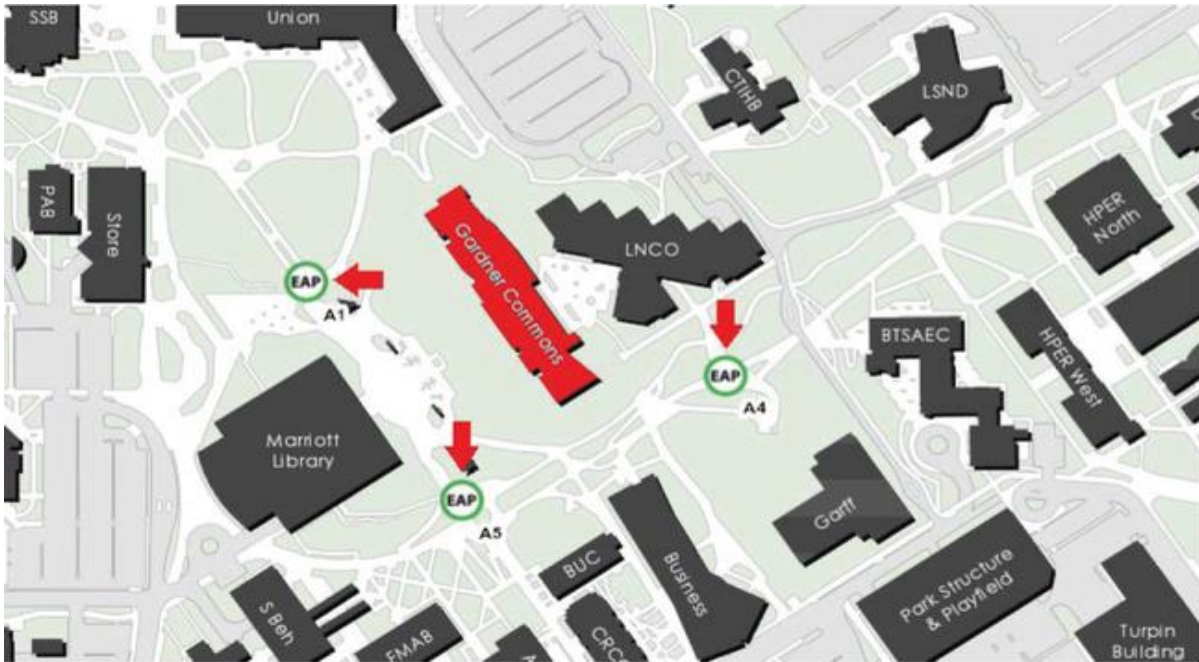 SSB
Union
CTIHB
LSND
PAB
Store
HPER
North
Gardner Commons
LNCO
EAP
A1
BTSAEC
HPER West
EAP
A4
Marriott
Library
EAP
A5
Garff
BUC
Business
Park Structure
& Playfield
S Beh
FMAB
CRCC
Turpin
Building